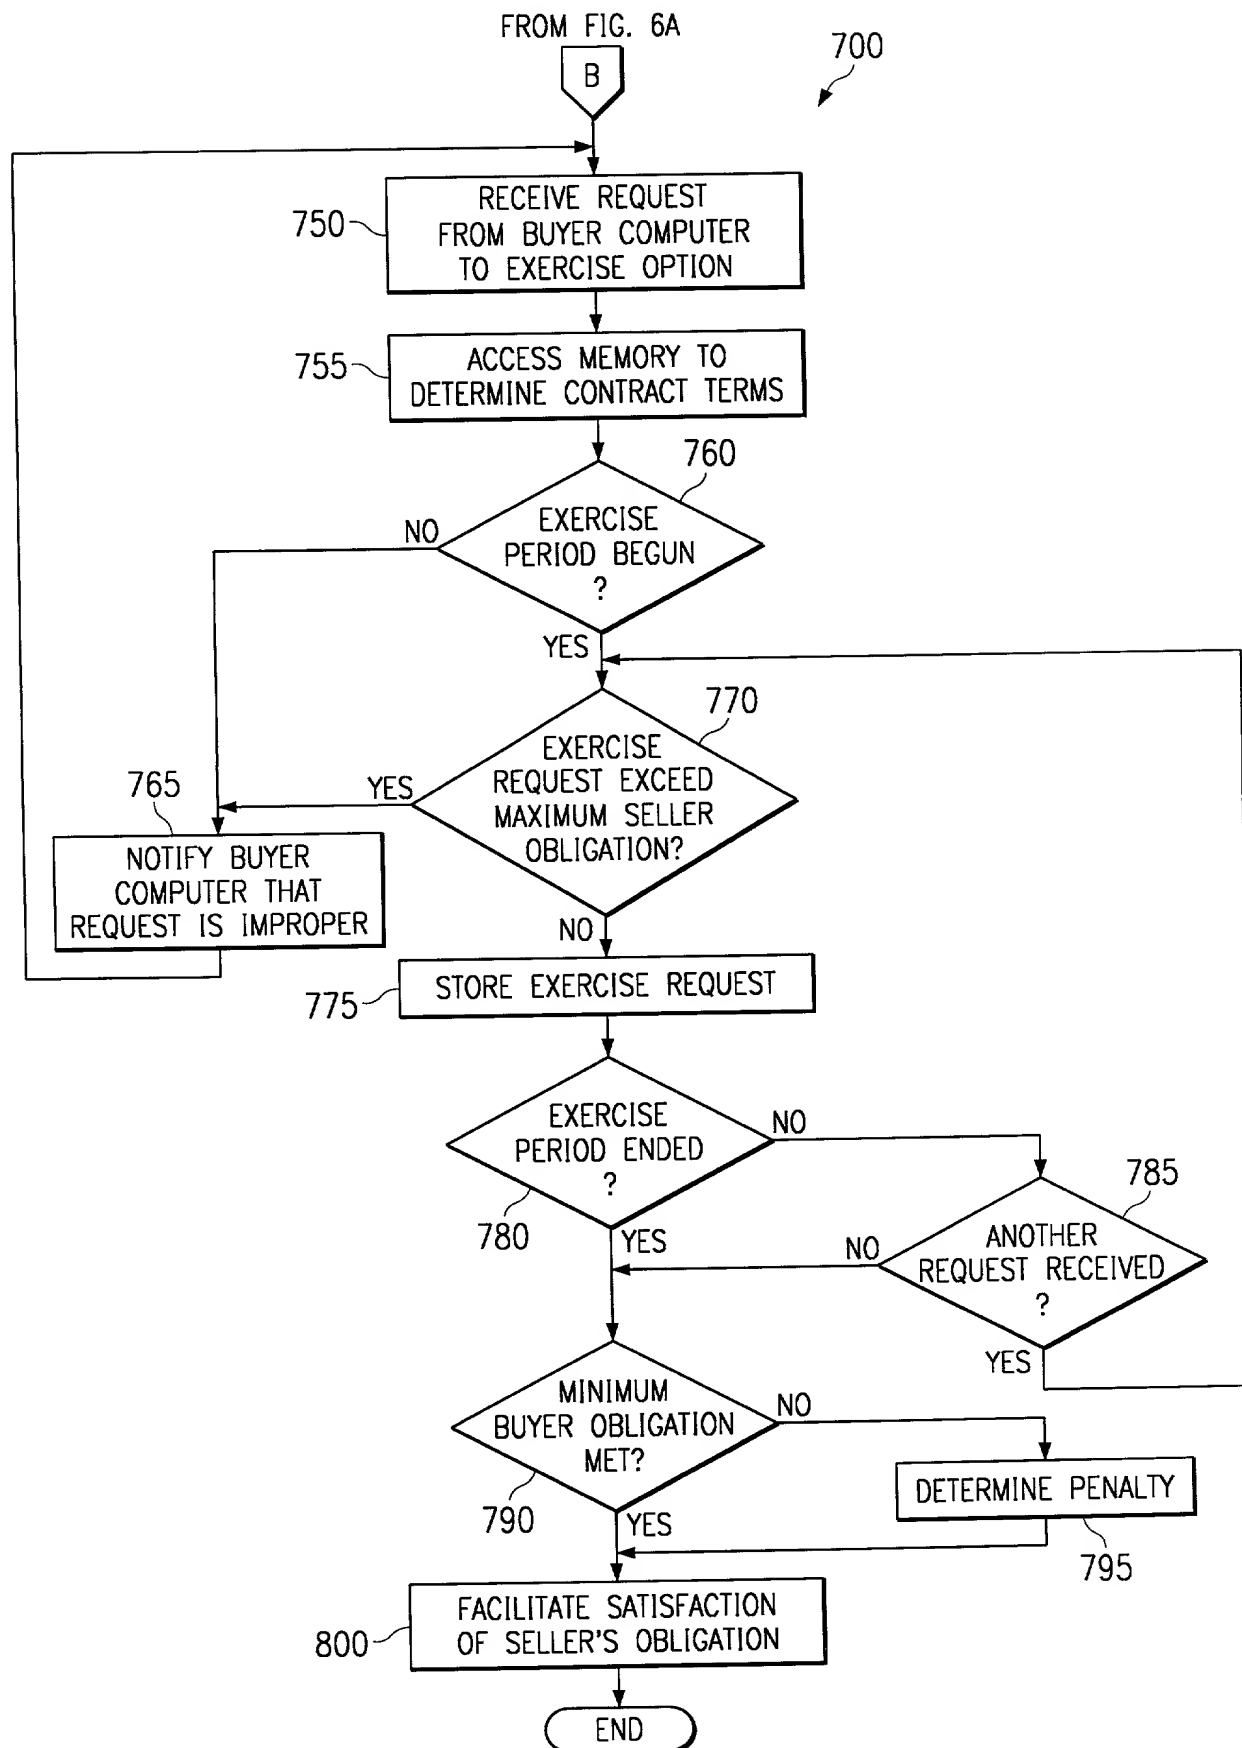 FROM FIG. 6A
B
700
RECEIVE REQUEST
FROM BUYER COMPUTER
TO EXERCISE OPTION
750
ACCESS MEMORY TO
DETERMINE CONTRACT TERMS
755
760
EXERCISE
PERIOD BEGUN
?
NO
YES
770
EXERCISE
REQUEST EXCEED
MAXIMUM SELLER
OBLIGATION?
YES
NO
765
NOTIFY BUYER
COMPUTER THAT
REQUEST IS IMPROPER
STORE EXERCISE REQUEST
775
EXERCISE
PERIOD ENDED
?
NO
780
YES
785
ANOTHER
REQUEST RECEIVED
?
NO
YES
MINIMUM
BUYER OBLIGATION
MET?
NO
790
YES
DETERMINE PENALTY
795
FACILITATE SATISFACTION
OF SELLER'S OBLIGATION
800
END